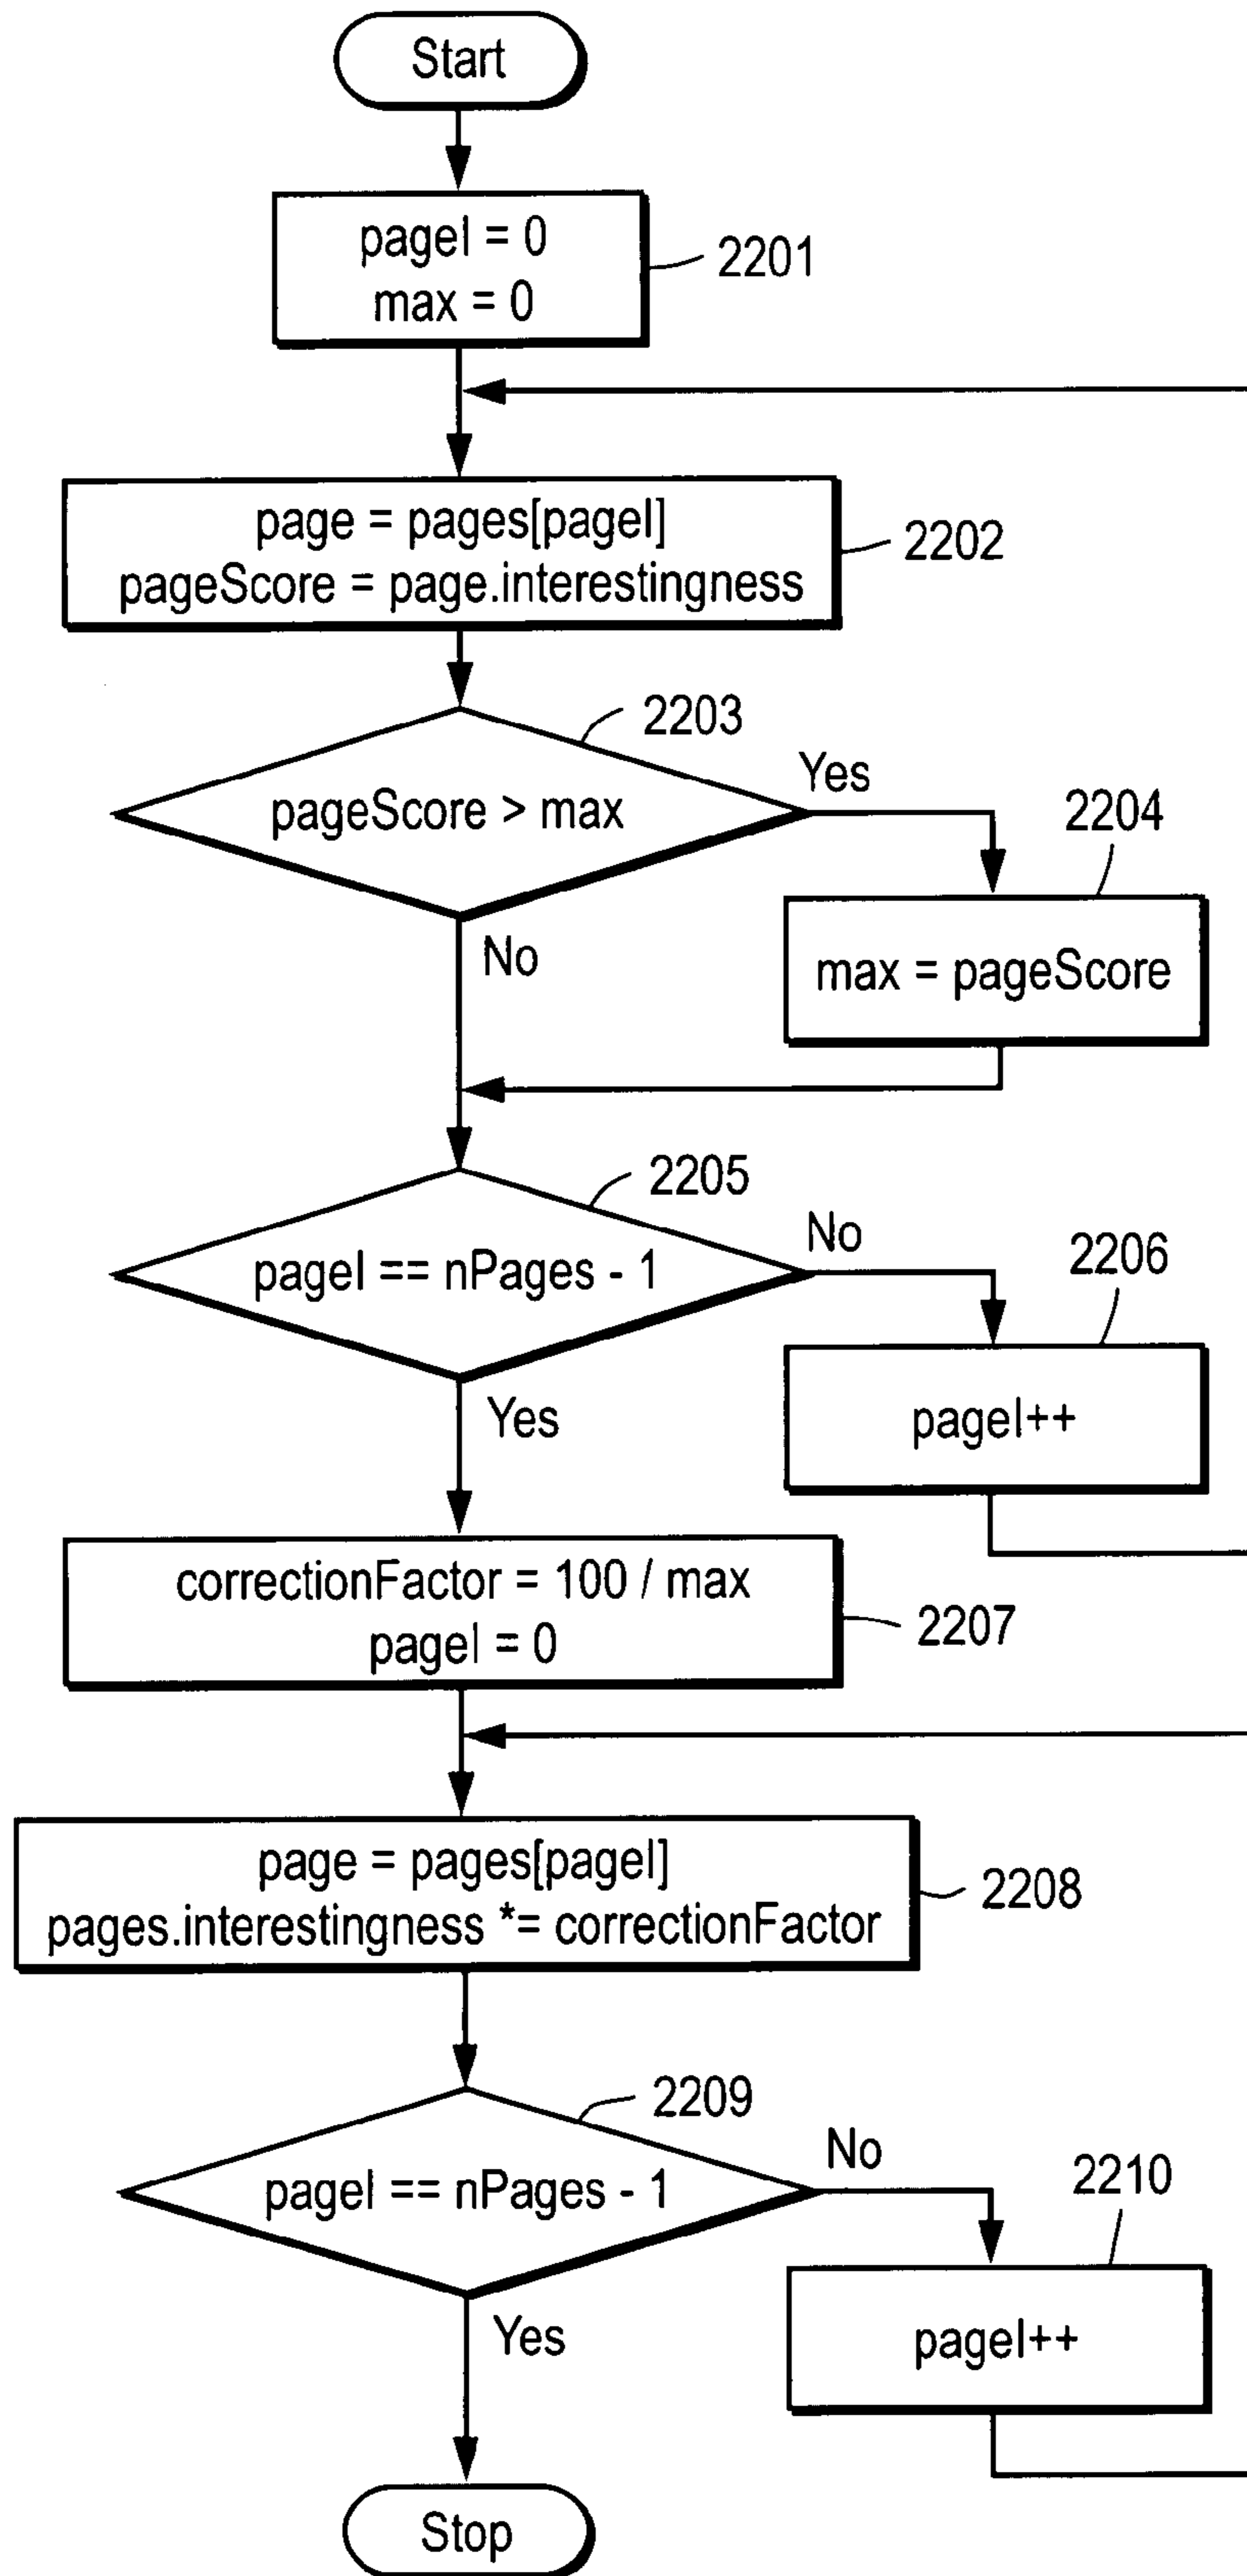 Start
pageI = 0
max = 0
2201
page = pages[pageI]
pageScore = page.interestingness
2202
2203
pageScore > max
Yes
No
2204
max = pageScore
2205
pageI == nPages - 1
No
Yes
2206
pageI++
correctionFactor = 100 / max
pageI = 0
2207
page = pages[pageI]
pages.interestingness *= correctionFactor
2208
2209
pageI == nPages - 1
No
Yes
2210
pageI++
Stop